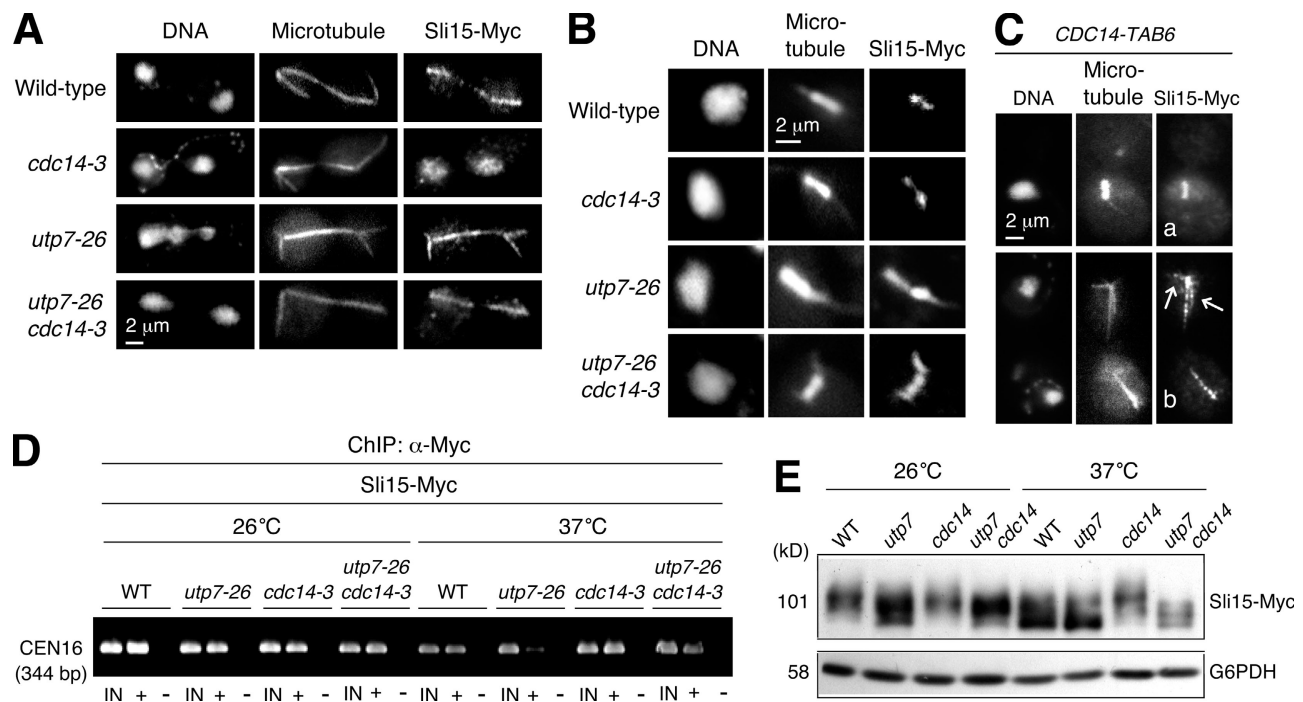 A
DNA Microtubule Sli15-Myc
Wild-type
cdc14-3
utp7-26
utp7-26
cdc14-3
2 μm
B
DNA Micro-
tubule Sli15-Myc
Wild-type
2 μm
cdc14-3
utp7-26
utp7-26
cdc14-3
C
CDC14-TAB6
DNA Micro-
tubule Sli15-Myc
2 μm
a
b
D
ChIP: α-Myc
Sli15-Myc
26°C 37°C
WT utp7-26 cdc14-3 utp7-26
cdc14-3 WT utp7-26 cdc14-3 utp7-26
cdc14-3
CEN16
(344 bp)
IN + - IN + - IN + - IN + - IN + - IN + - IN + - IN + -
E
26°C 37°C
WT utp7 cdc14 utp7
cdc14 WT utp7 cdc14 utp7
cdc14
(kD)
101 Sli15-Myc
58 G6PDH